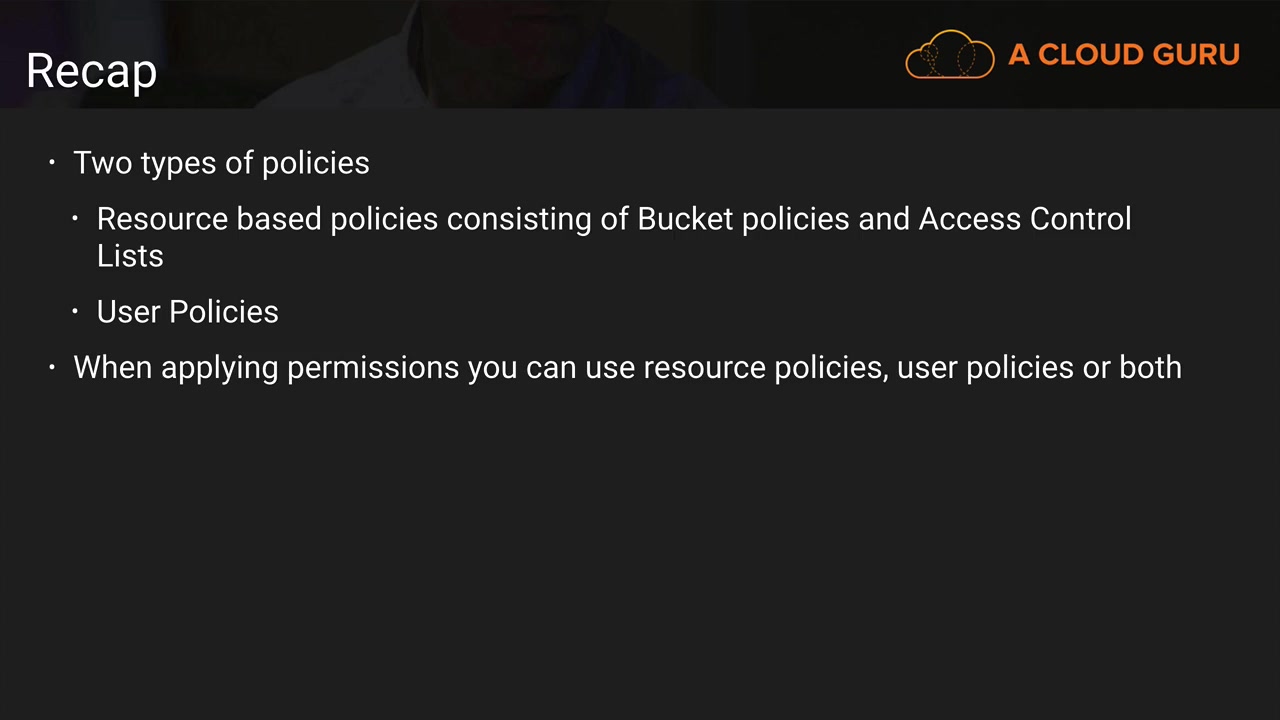 Recap
A CLOUD GURU
• Two types of policies
• Resource based policies consisting of Bucket policies and Access Control
Lists
• User Policies
• When applying permissions you can use resource policies, user policies or both